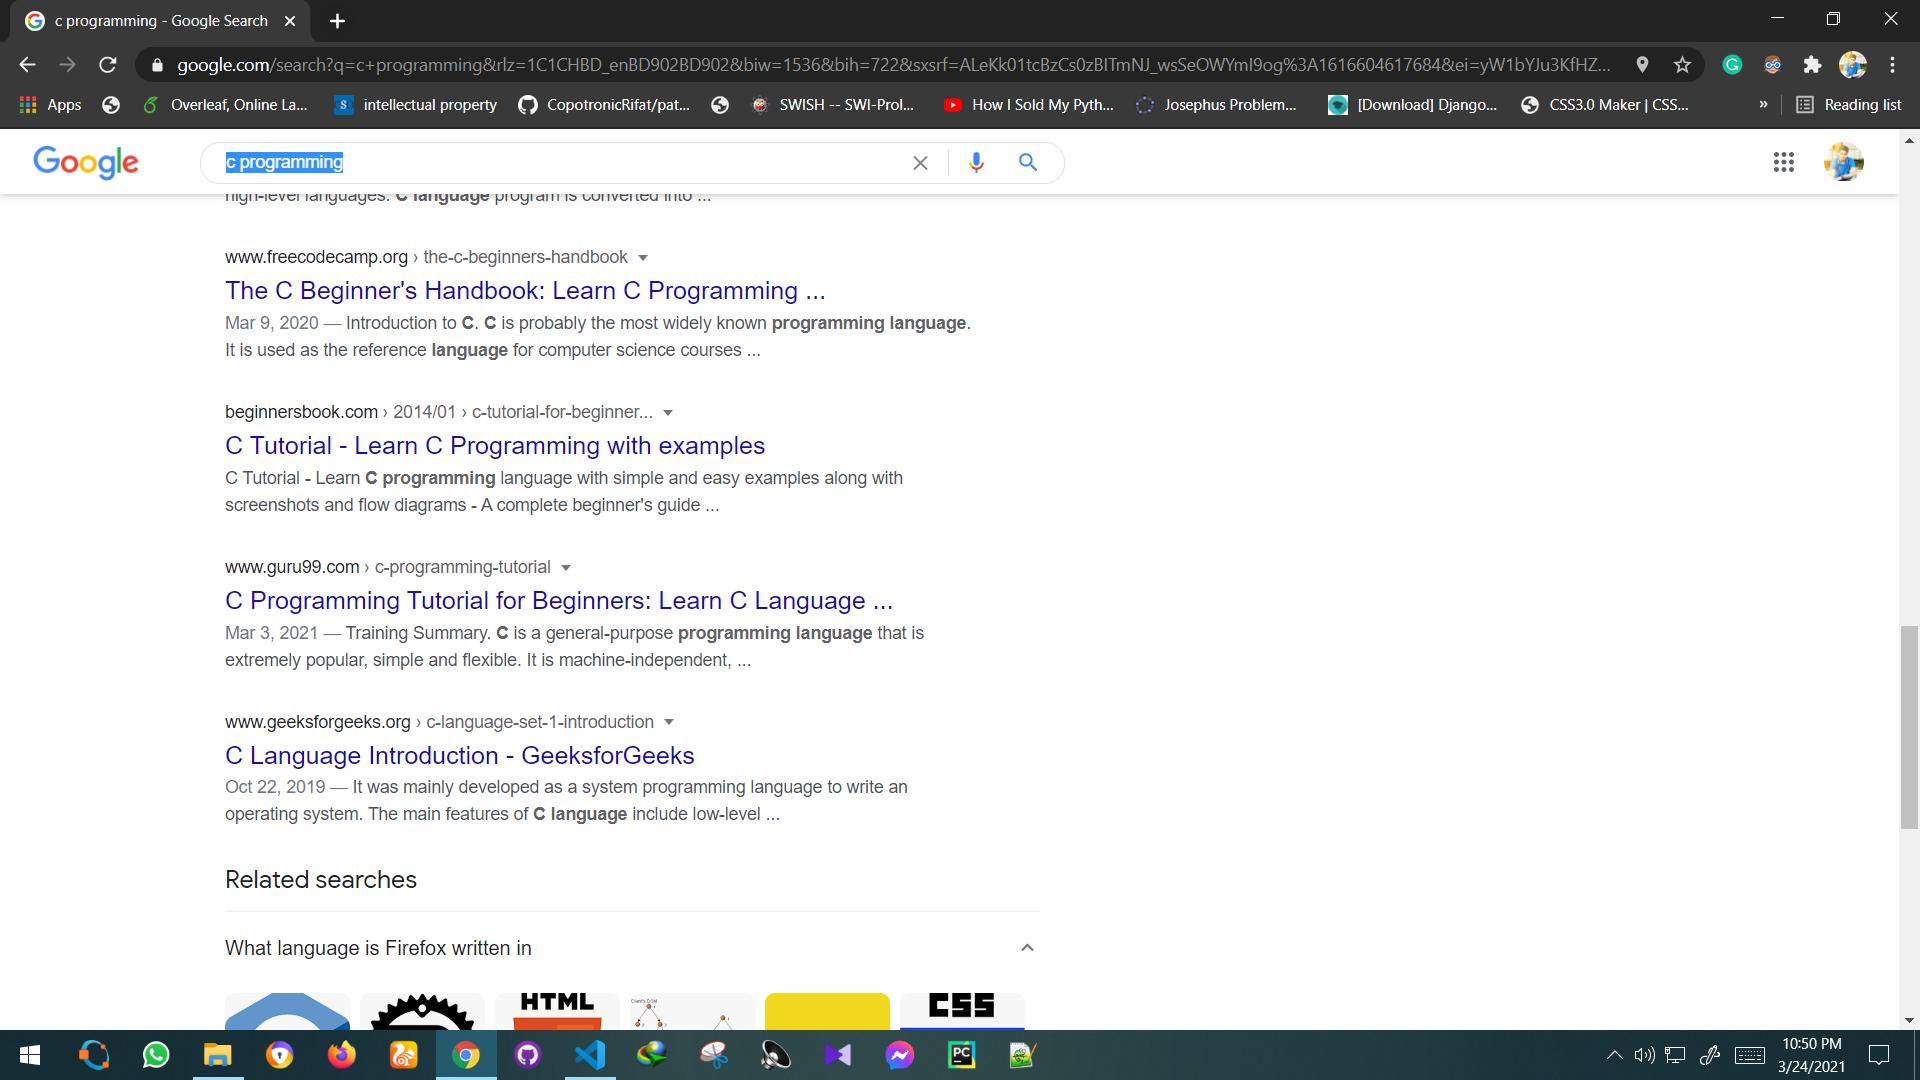 c programming - Google Search
google.com/search?q=c+programming&rlz=1C1CHBD_enBD902BD902&biw=1536&bih=722&sxsrf=ALeKk01tcBzCs0zBITmNJ_wsSeOWYmI9og%3A1616604617684&ei=yW1bYJu3KfHZ...
Apps Overleaf, Online La... intellectual property CopotronicRifat/pat... SWISH -- SWI-Prol... How I Sold My Pyth... Josephus Problem... [Download] Django... CSS3.0 Maker | CSS... » Reading list
Google c programming
high-level languages. C language program is converted into ...
www.freecodecamp.org › the-c-beginners-handbook
The C Beginner's Handbook: Learn C Programming ...
Mar 9, 2020 — Introduction to C. C is probably the most widely known programming language.
It is used as the reference language for computer science courses ...
beginnersbook.com › 2014/01 › c-tutorial-for-beginner...
C Tutorial - Learn C Programming with examples
C Tutorial - Learn C programming language with simple and easy examples along with
screenshots and flow diagrams - A complete beginner's guide ...
www.guru99.com › c-programming-tutorial
C Programming Tutorial for Beginners: Learn C Language ...
Mar 3, 2021 — Training Summary. C is a general-purpose programming language that is
extremely popular, simple and flexible. It is machine-independent, ...
www.geeksforgeeks.org › c-language-set-1-introduction
C Language Introduction - GeeksforGeeks
Oct 22, 2019 — It was mainly developed as a system programming language to write an
operating system. The main features of C language include low-level ...
Related searches
What language is Firefox written in
HTML CSS
PC
10:50 PM
3/24/2021